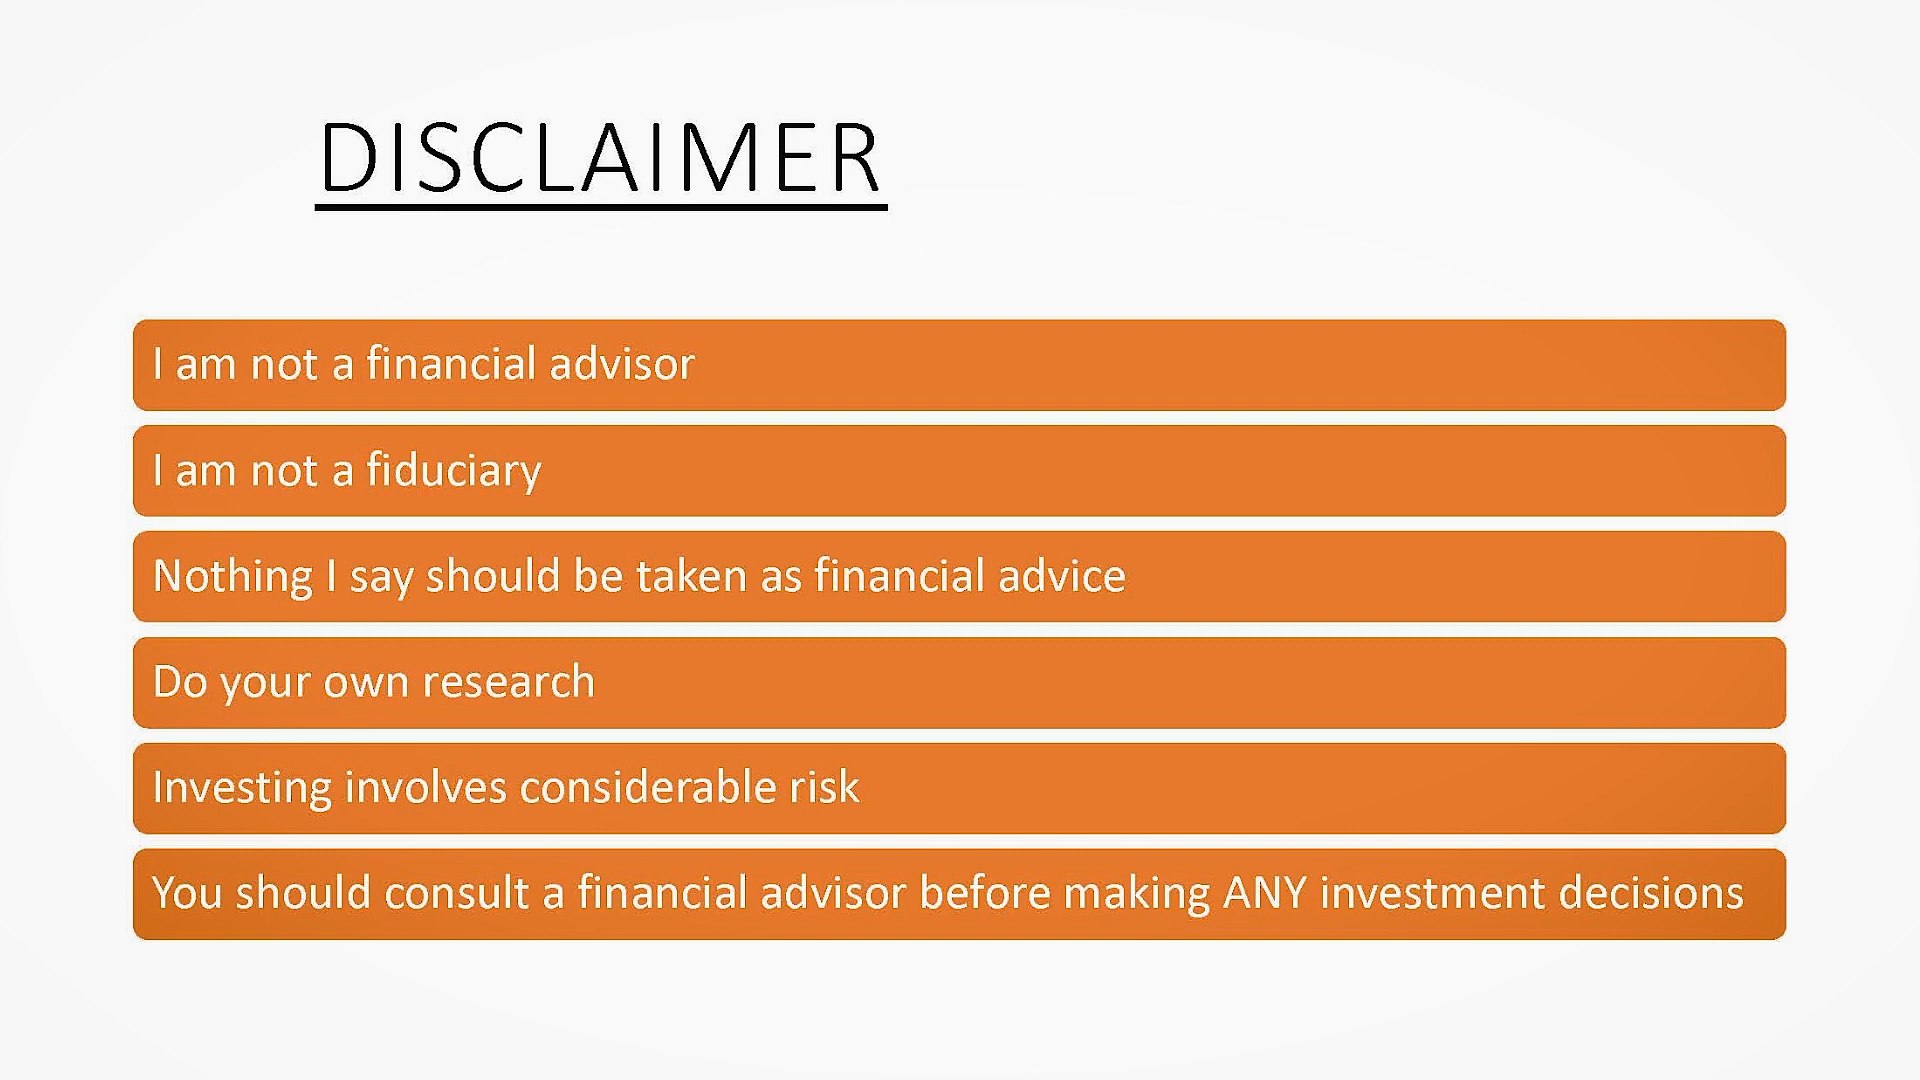 DISCLAIMER
I am not a financial advisor
I am not a fiduciary
Nothing I say should be taken as financial advice
Do your own research
Investing involves considerable risk
You should consult a financial advisor before making ANY investment decisions